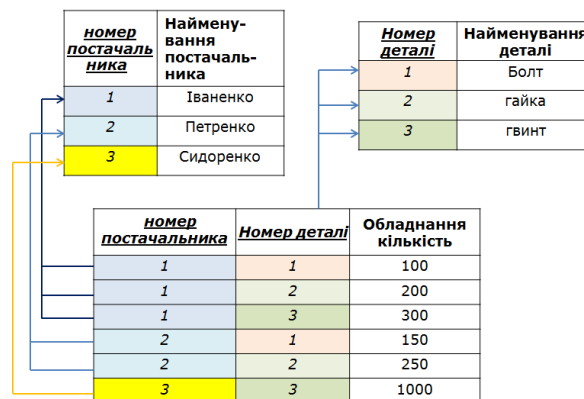 номер
постачаль
ника
Наймену-
вання
постачаль-
ника
1 Іваненко
2 Петренко
3 Сидоренко
Номер
деталі
Найменування
деталі
1 Болт
2 гайка
3 гвинт
номер
постачальника
Номер деталі
Обладнання
кількість
1 1 100
1 2 200
1 3 300
2 1 150
2 2 250
3 3 1000